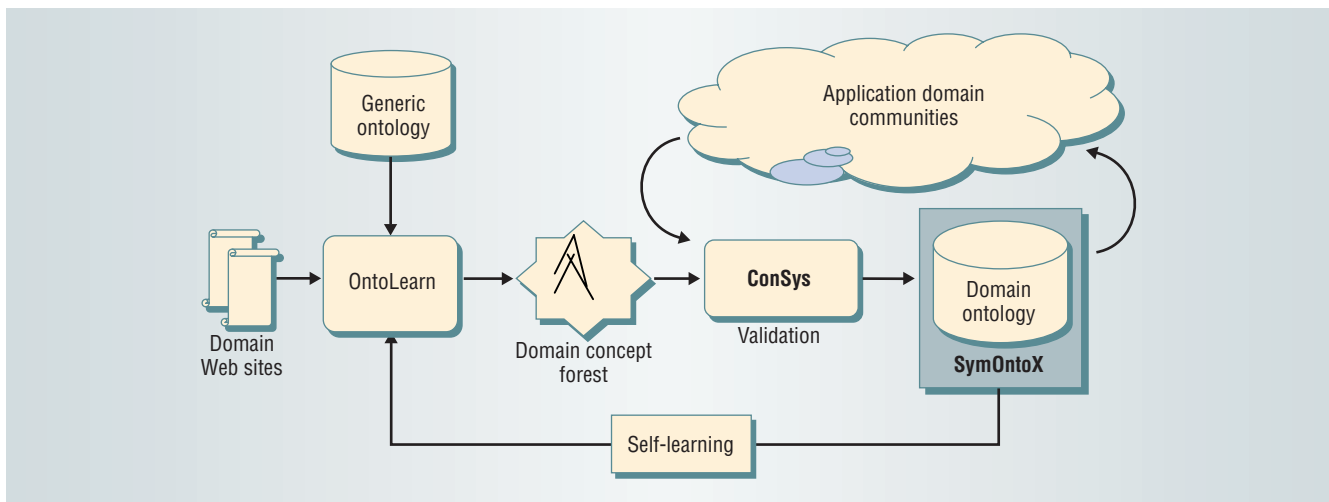 Generic
ontology
Application domain
communities
OntoLearn
ConSys
Domain
ontology
Domain
Web sites
Domain concept
forest
Validation
SymOntoX
Self-learning